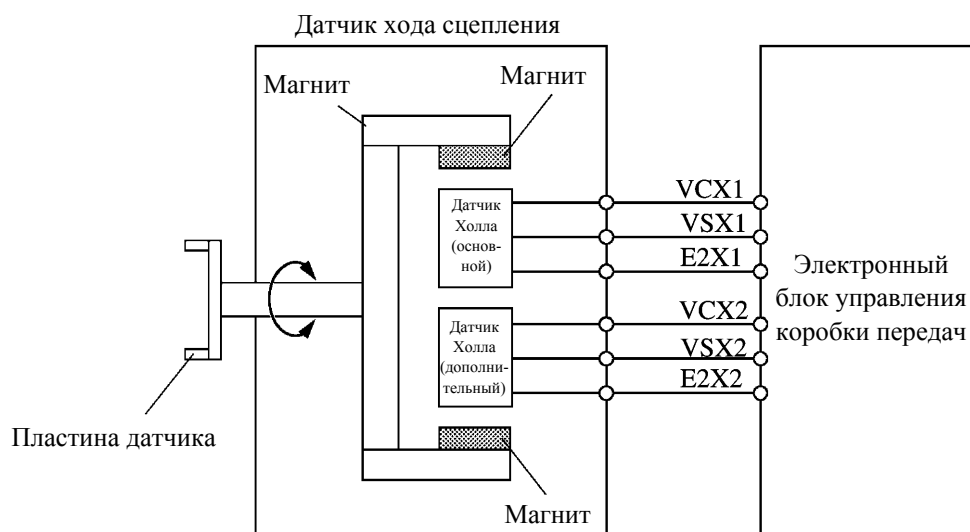 Датчик хода сцепления
Магнит
Магнит
Датчик
Холла
(основ-
ной)
VCX1
VSX1
E2X1
Датчик
Холла
(дополни-
тельный)
VCX2
VSX2
E2X2
Электронный
блок управления
коробки передач
Пластина датчика
Магнит